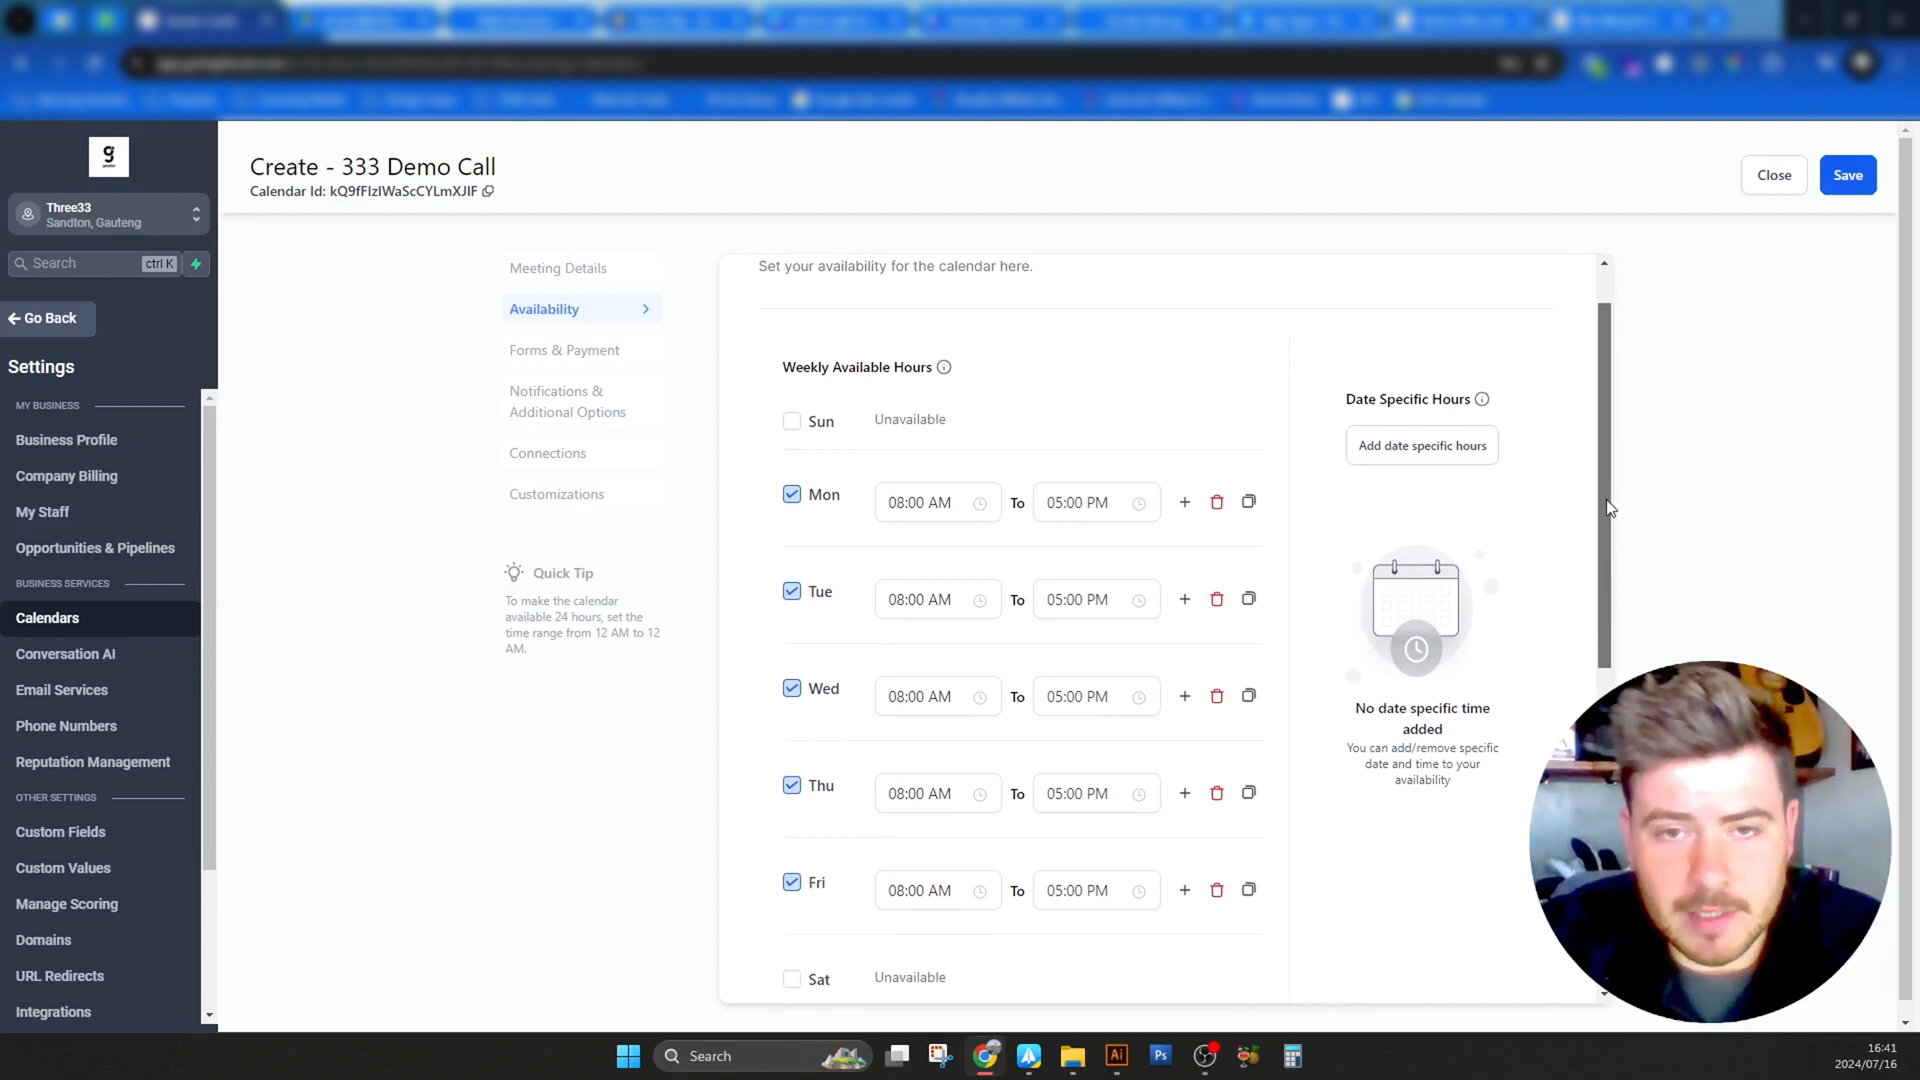 Create - 333 Demo Call
Calendar Id: kQ9fFIzIWaScCYLmXJIF
Close
Save
g
Three33
Sandton, Gauteng
Search
ctrl K
Go Back
Settings
MY BUSINESS
Business Profile
Company Billing
My Staff
Opportunities & Pipelines
BUSINESS SERVICES
Calendars
Conversation AI
Email Services
Phone Numbers
Reputation Management
OTHER SETTINGS
Custom Fields
Custom Values
Manage Scoring
Domains
URL Redirects
Integrations
Meeting Details
Availability
Forms & Payment
Notifications &
Additional Options
Connections
Customizations
Quick Tip
To make the calendar
available 24 hours, set the
time range from 12 AM to 12
AM.
Set your availability for the calendar here.
Weekly Available Hours
Sun Unavailable
Mon 08:00 AM To 05:00 PM
Tue 08:00 AM To 05:00 PM
Wed 08:00 AM To 05:00 PM
Thu 08:00 AM To 05:00 PM
Fri 08:00 AM To 05:00 PM
Sat Unavailable
Date Specific Hours
Add date specific hours
No date specific time
added
You can add/remove specific
date and time to your
availability
Search
Ai
Ps
16:41
2024/07/16